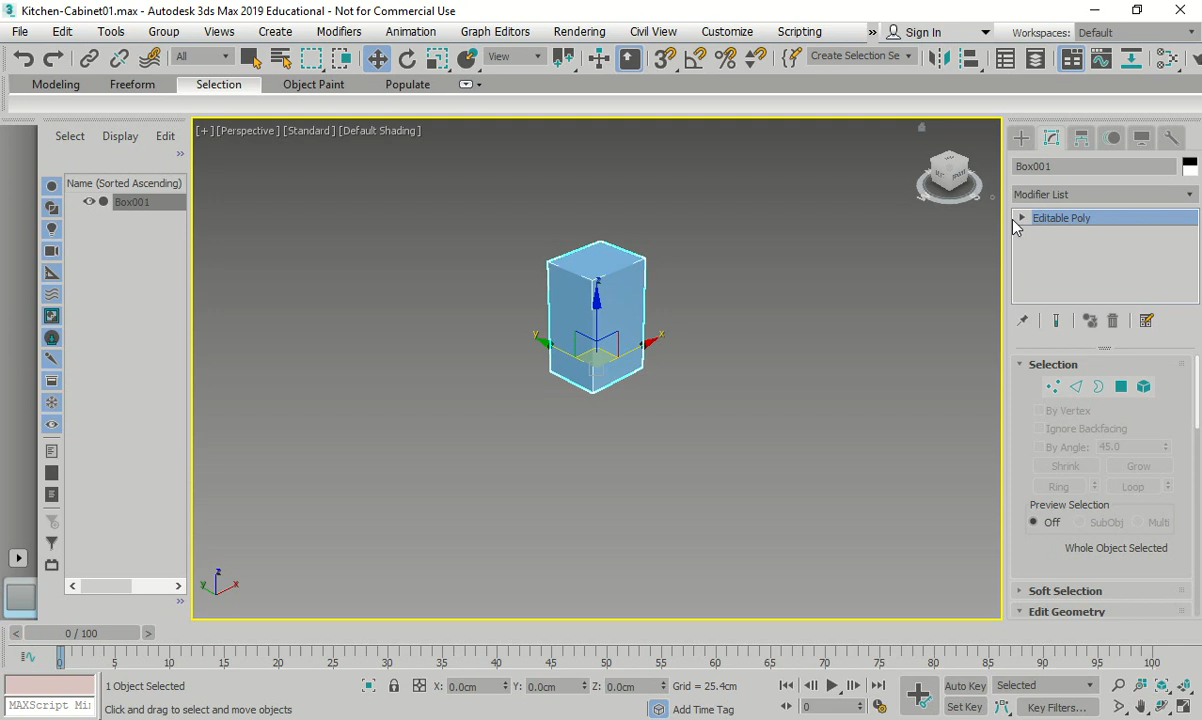 Kitchen-Cabinet01.max - Autodesk 3ds Max 2019 Educational - Not for Commercial Use
File Edit Tools Group Views Create Modifiers Animation Graph Editors Rendering Civil View Customize Scripting » Sign In Workspaces: Default
All View Create Selection Se
Modeling Freeform Selection Object Paint Populate
Select Display Edit
[+] [Perspective] [Standard] [Default Shading]
Name (Sorted Ascending)
Box001
Box001
Modifier List
Editable Poly
z
y
x
Selection
By Vertex
Ignore Backfacing
By Angle: 45.0
Shrink Grow
Ring Loop
Preview Selection
Off SubObj Multi
Whole Object Selected
Soft Selection
Edit Geometry
z
y x
< 0 / 100 >
0 5 10 15 20 25 30 35 40 45 50 55 60 65 70 75 80 85 90 95 100
1 Object Selected X: 0.0cm Y: 0.0cm Z: 0.0cm Grid = 25.4cm Auto Key Selected
MAXScript Mi Click and drag to select and move objects Add Time Tag 0 Set Key Key Filters...